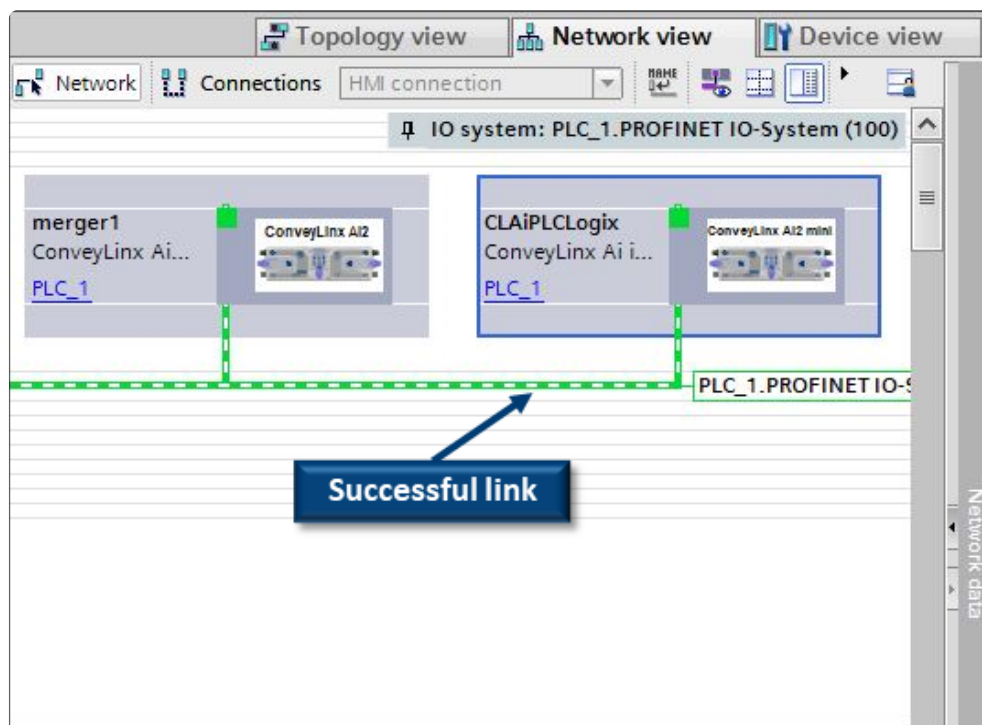 Topology view
Network view
Device view
Network
Connections
HMI connection
NAME
IO system: PLC_1.PROFINET IO-System (100)
merger1
ConveyLinx Ai...
PLC_1
ConveyLinx AI2
CLAiPLCLogix
ConveyLinx Ai i...
PLC_1
ConveyLinx AI2 mini
PLC_1.PROFINET IO-S
Successful link
Network data